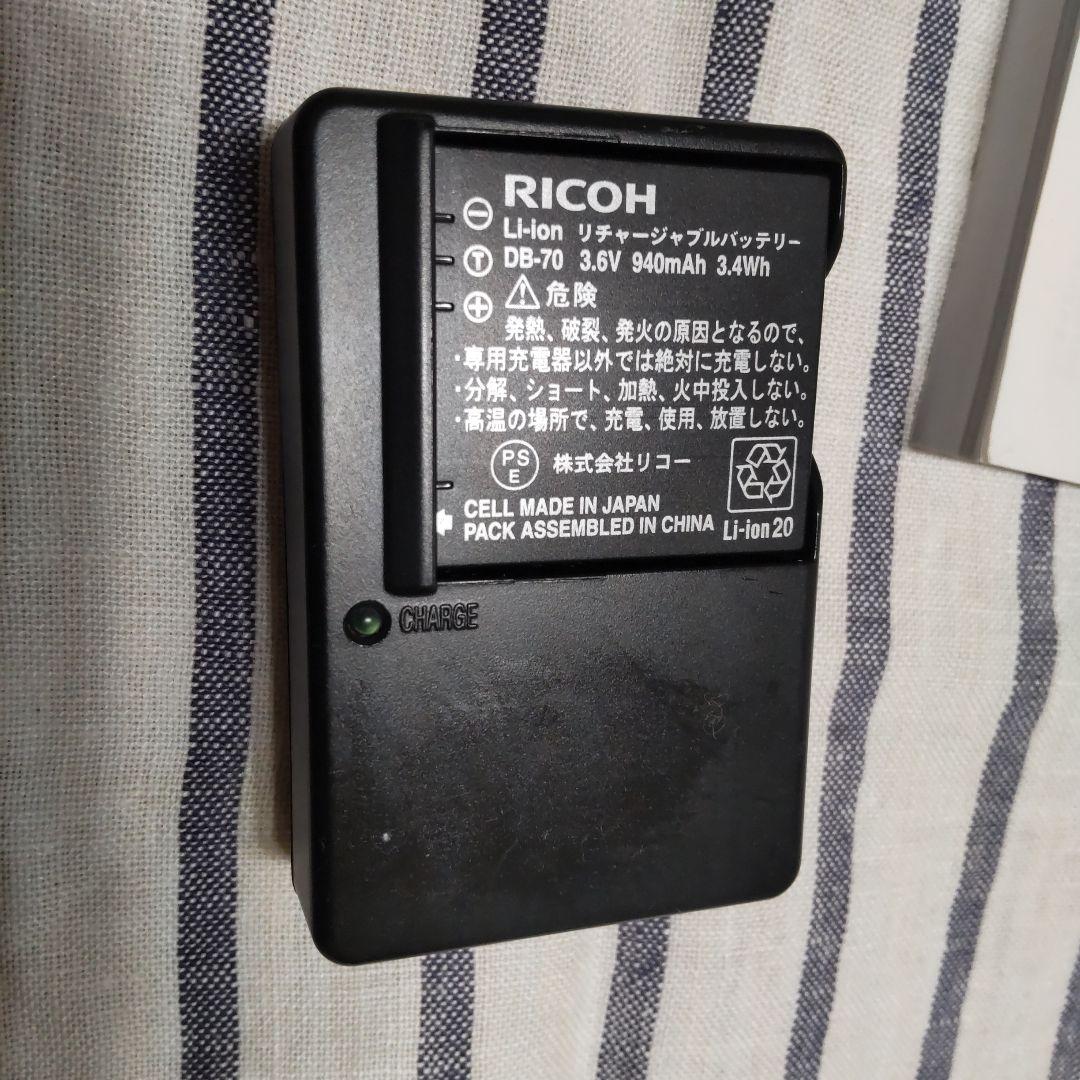 RICOH
⊖ Li-ion リチャージャブルバッテリー
Ⓣ DB-70 3.6V 940mAh 3.4Wh
⊕ ⚠危険
発熱、破裂、発火の原因となるので、
・専用充電器以外では絶対に充電しない。
・分解、ショート、加熱、火中投入しない。
・高温の場所で、充電、使用、放置しない。
PS
E
株式会社リコー
CELL MADE IN JAPAN
PACK ASSEMBLED IN CHINA
Li-ion 20
CHARGE